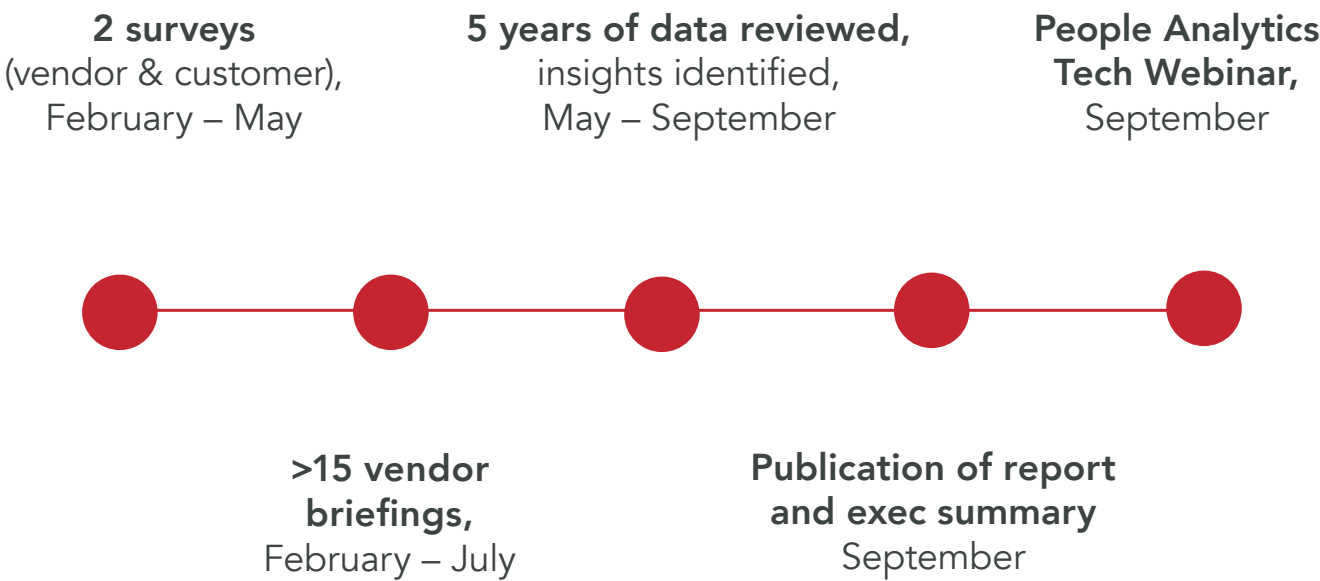 2 surveys
(vendor & customer),
February – May
5 years of data reviewed,
insights identified,
May – September
People Analytics
Tech Webinar,
September
>15 vendor
briefings,
February – July
Publication of report
and exec summary
September